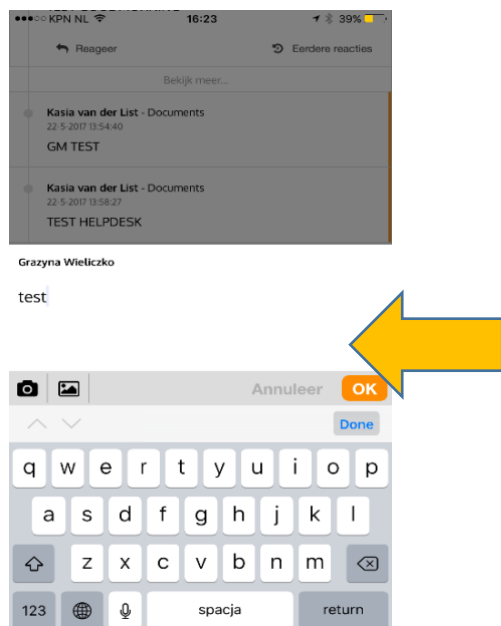 KPN NL 16:23 39%
Reageer Eerdere reacties
Bekijk meer...
Kasia van der List - Documents
22-5-2017 13:54:40
GM TEST
Kasia van der List - Documents
22-5-2017 13:58:27
TEST HELPDESK
Grazyna Wieliczko
test
Annuleer OK
Done
q w e r t y u i o p
a s d f g h j k l
z x c v b n m
123 spacja return